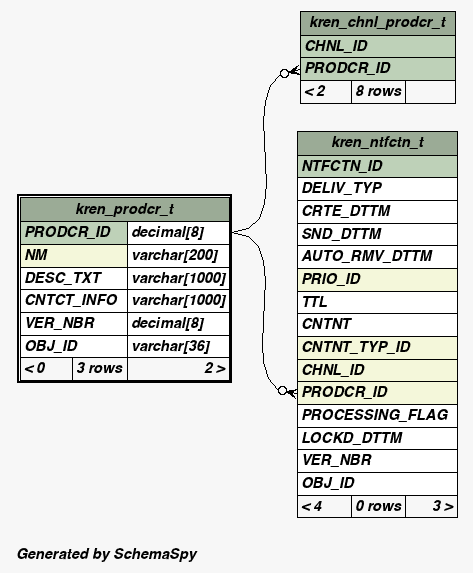 kren_chnl_prodcr_t
CHNL_ID
PRODCR_ID
< 2 8 rows
kren_ntfctn_t
NTFCTN_ID
DELIV_TYP
CRTE_DTTM
SND_DTTM
AUTO_RMV_DTTM
PRIO_ID
TTL
CNTNT
CNTNT_TYP_ID
CHNL_ID
PRODCR_ID
PROCESSING_FLAG
LOCKD_DTTM
VER_NBR
OBJ_ID
< 4 0 rows 3 >
kren_prodcr_t
PRODCR_ID decimal[8]
NM varchar[200]
DESC_TXT varchar[1000]
CNTCT_INFO varchar[1000]
VER_NBR decimal[8]
OBJ_ID varchar[36]
< 0 3 rows 2 >
Generated by SchemaSpy